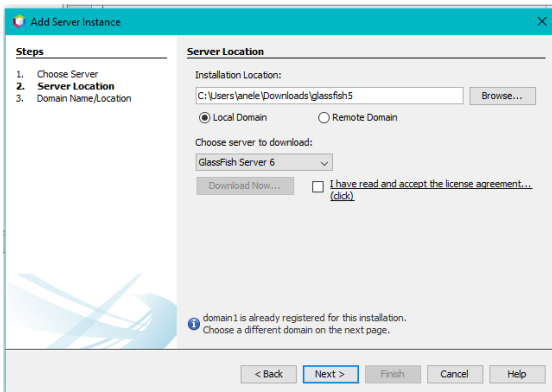 Add Server Instance
Steps
1. Choose Server
2. Server Location
3. Domain Name/Location
Server Location
Installation Location:
C:\Users\anele\Downloads\glassfish5
Browse...
Local Domain
Remote Domain
Choose server to download:
GlassFish Server 6
Download Now...
I have read and accept the license agreement...
(click)
domain1 is already registered for this installation.
Choose a different domain on the next page.
< Back
Next >
Finish
Cancel
Help